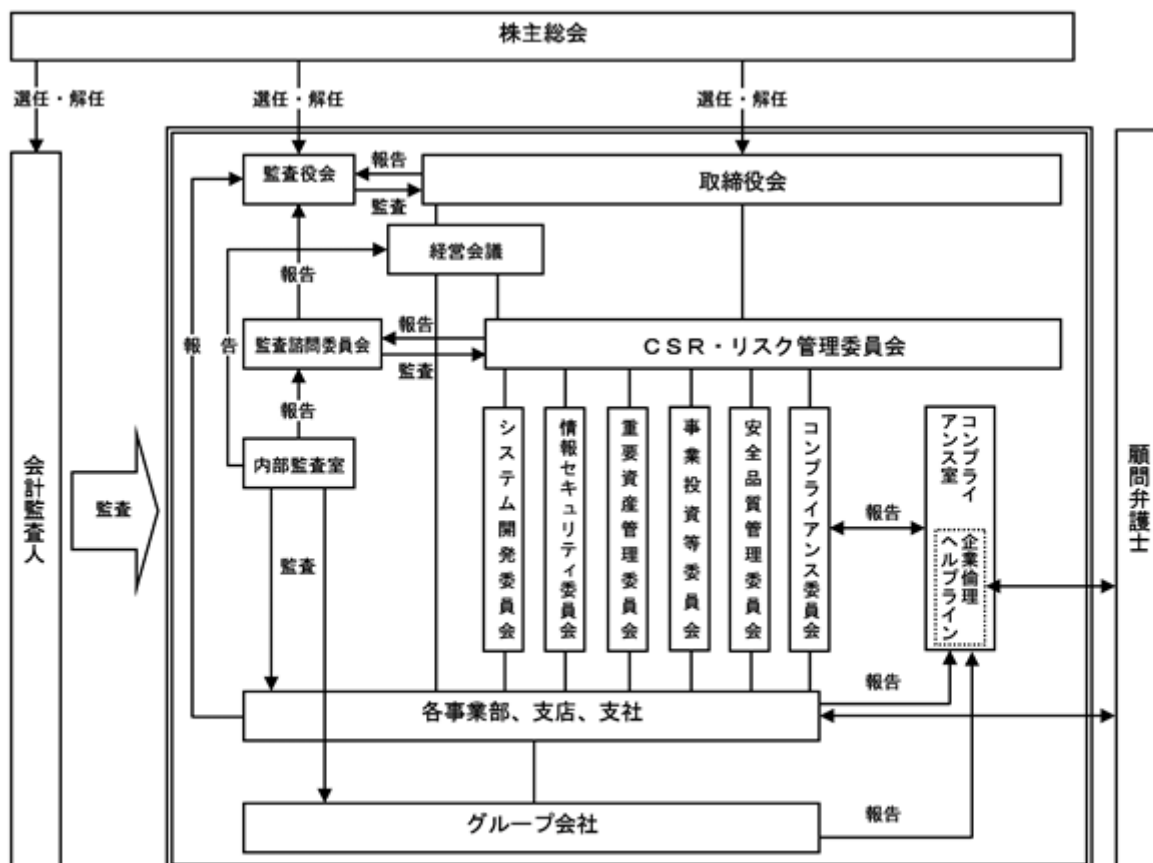 株主総会
選任・解任
選任・解任
選任・解任
監査役会
報告
監査
取締役会
経営会議
報告
報告
監査諮問委員会
報告
監査
CSR・リスク管理委員会
報告
内部監査室
監査
会計監査人
監査
システム開発委員会
情報セキュリティ委員会
重要資産管理委員会
事業投資等委員会
安全品質管理委員会
コンプライアンス委員会
報告
コンプライ
アンス室
企業倫理
ヘルプライン
顧問弁護士
各事業部、支店、支社
報告
グループ会社
報告